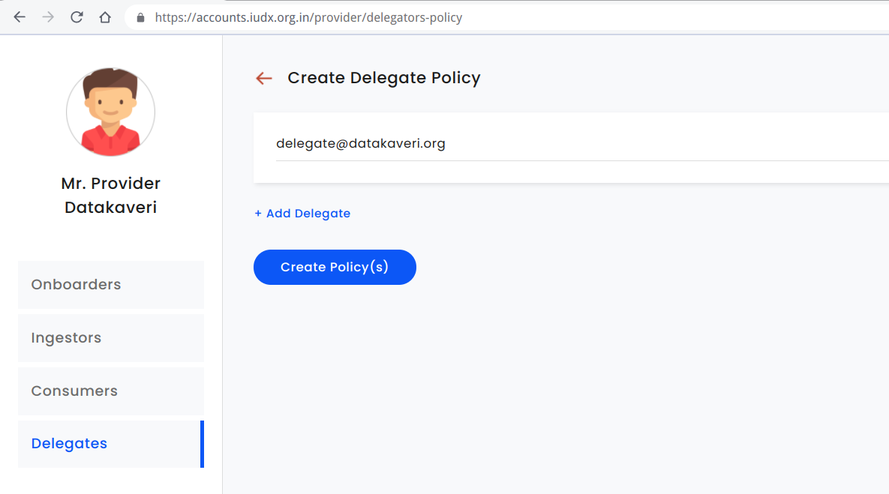 https://accounts.iudx.org.in/provider/delegators-policy
Mr. Provider
Datakaveri
Onboarders
Ingestors
Consumers
Delegates
Create Delegate Policy
delegate@datakaveri.org
+ Add Delegate
Create Policy(s)